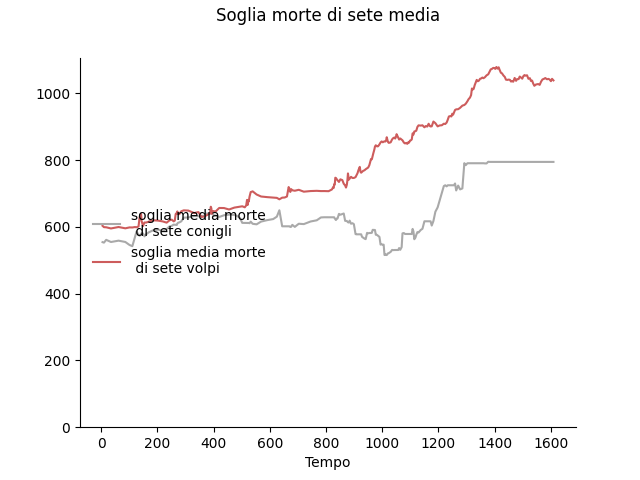 Soglia morte di sete media
1000
800
600
400
200
0
soglia media morte
di sete conigli
soglia media morte
di sete volpi
0 200 400 600 800 1000 1200 1400 1600
Tempo